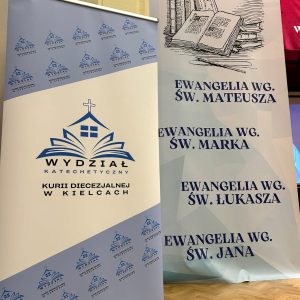 WYDZIAŁ
KATECHETYCZNY
KURII DIECEZJALNEJ
W KIELCACH
EWANGELIA WG.
ŚW. MATEUSZA
EWANGELIA WG.
ŚW. MARKA
EWANGELIA WG.
ŚW. ŁUKASZA
EWANGELIA WG.
ŚW. JANA